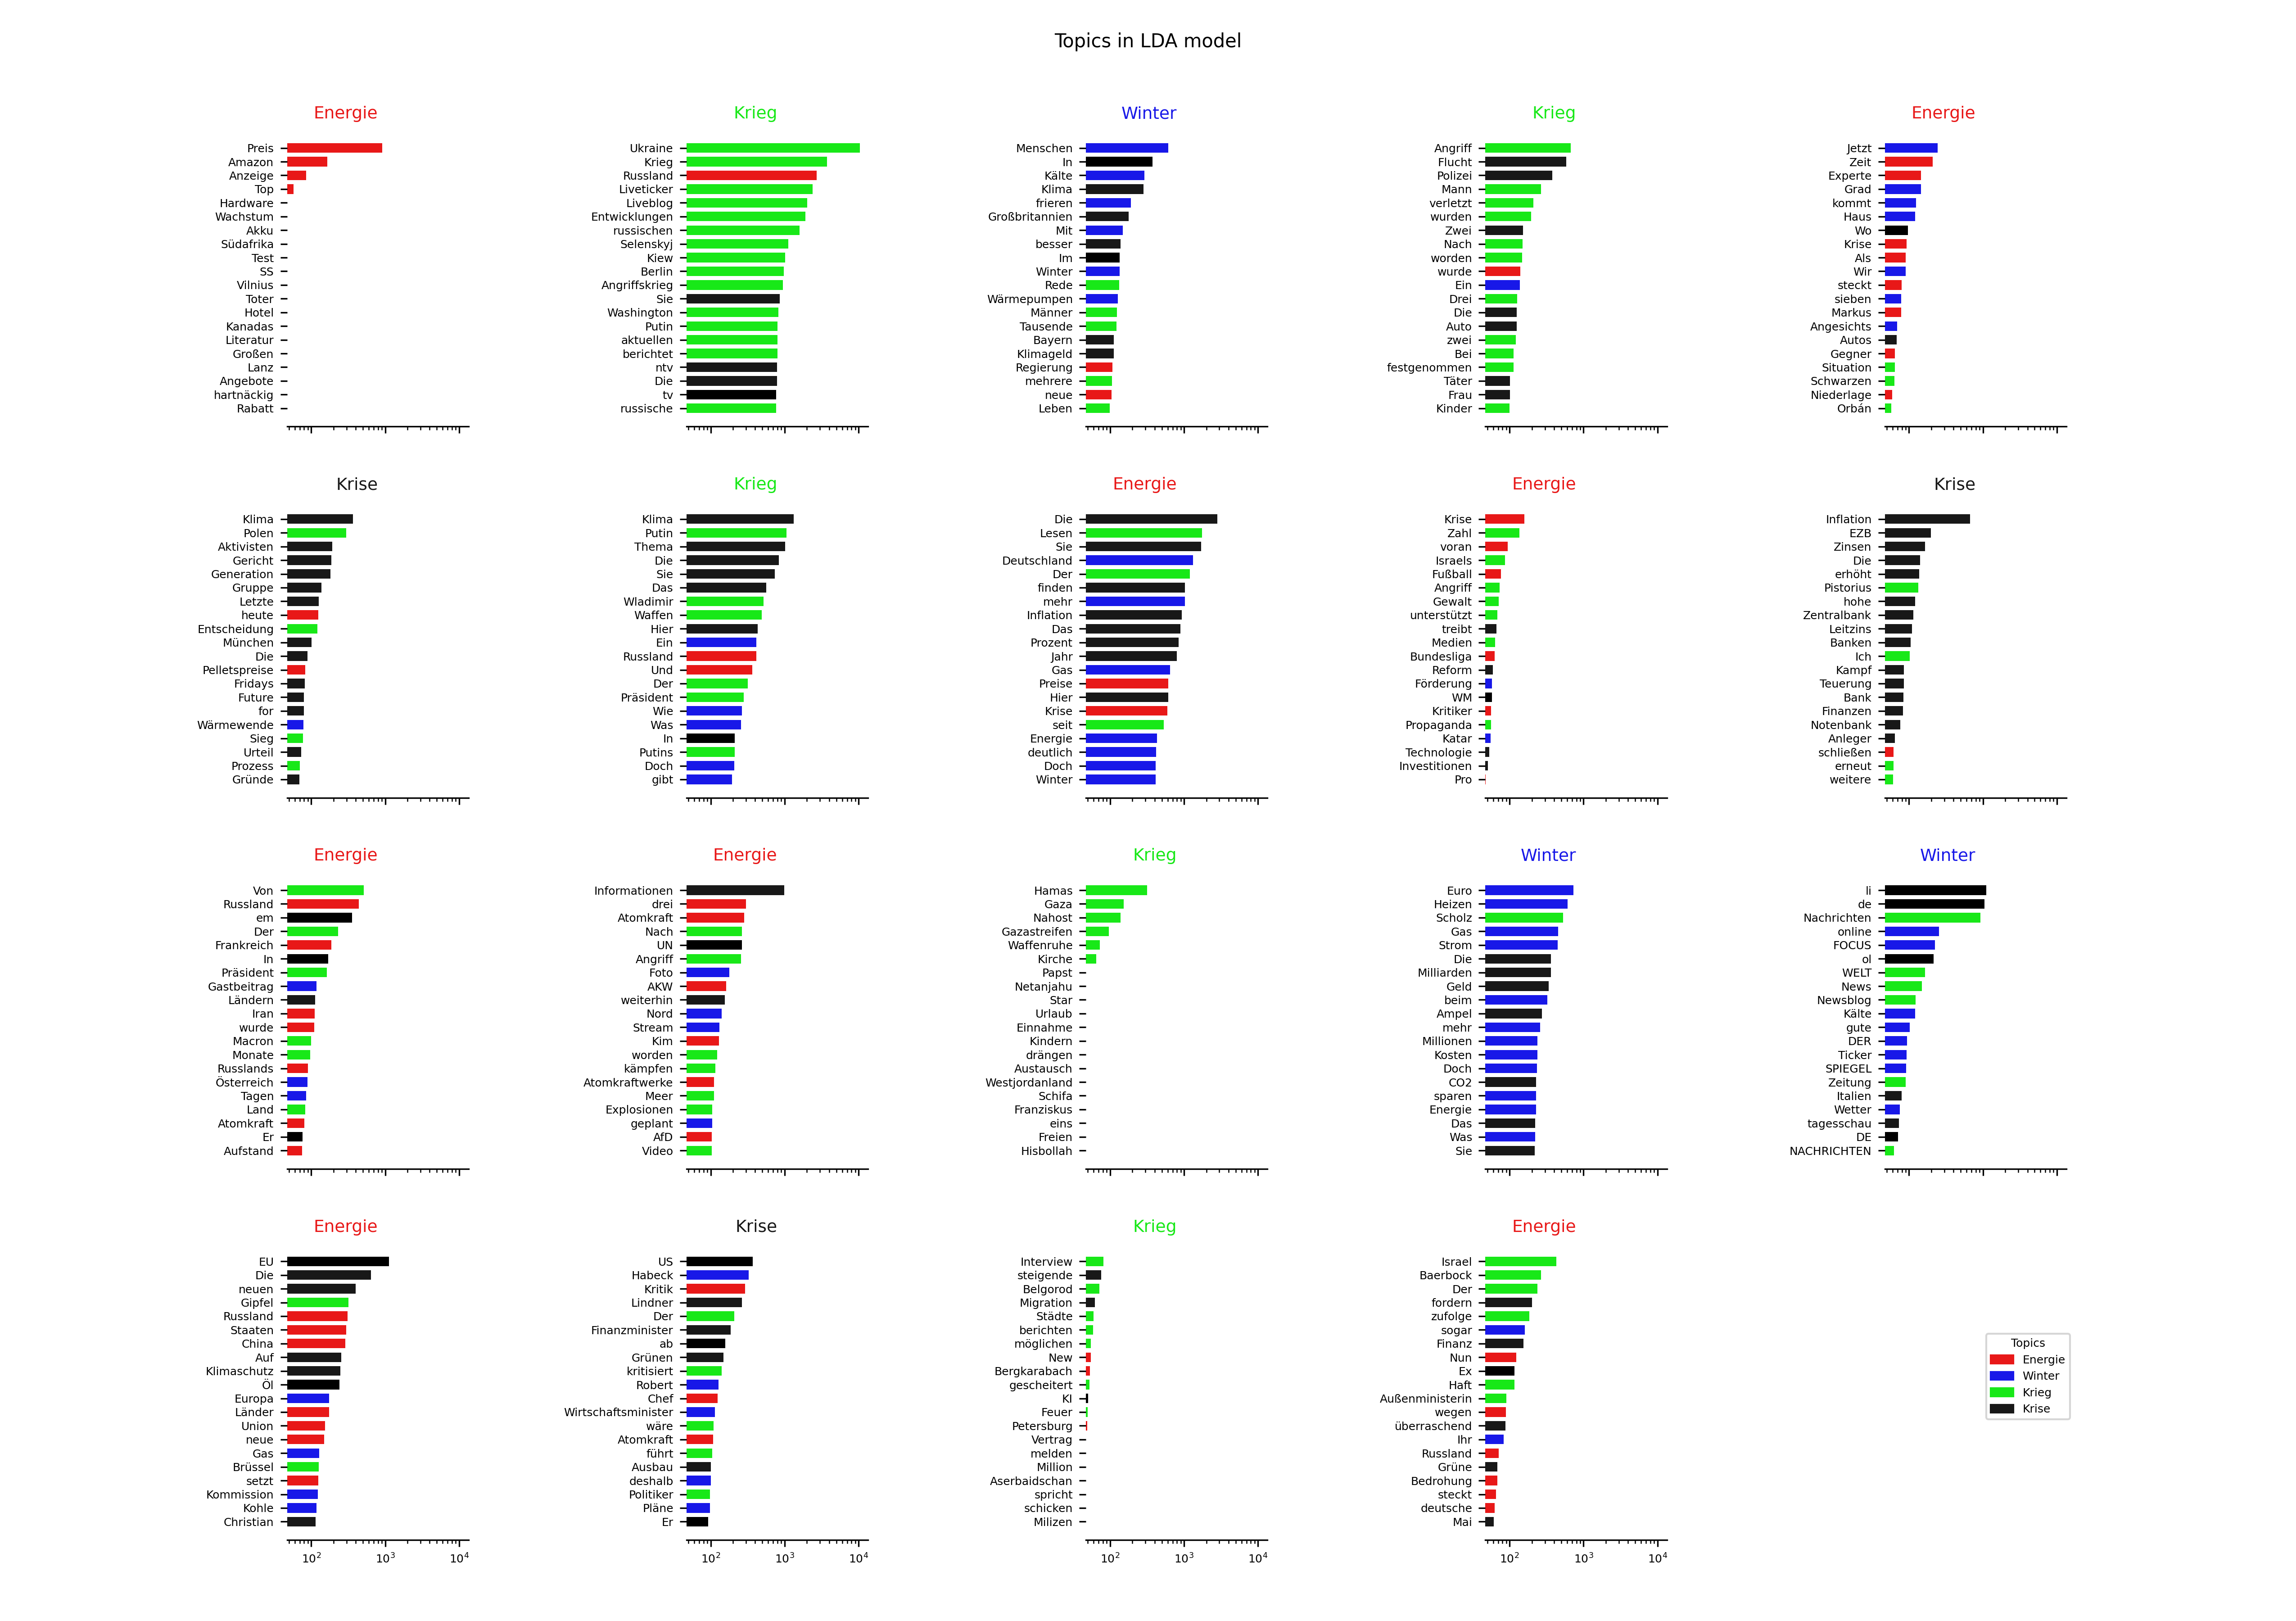 Topics in LDA model
Energie
Preis
Amazon
Anzeige
Top
Hardware
Wachstum
Akku
Südafrika
Test
SS
Vilnius
Toter
Hotel
Kanadas
Literatur
Großen
Lanz
Angebote
hartnäckig
Rabatt
Krieg
Ukraine
Krieg
Russland
Liveticker
Liveblog
Entwicklungen
russischen
Selenskyj
Kiew
Berlin
Angriffskrieg
Sie
Washington
Putin
aktuellen
berichtet
ntv
Die
tv
russische
Winter
Menschen
In
Kälte
Klima
frieren
Großbritannien
Mit
besser
Im
Winter
Rede
Wärmepumpen
Männer
Tausende
Bayern
Klimageld
Regierung
mehrere
neue
Leben
Krieg
Angriff
Flucht
Polizei
Mann
verletzt
wurden
Zwei
Nach
worden
wurde
Ein
Drei
Die
Auto
zwei
Bei
festgenommen
Täter
Frau
Kinder
Energie
Jetzt
Zeit
Experte
Grad
kommt
Haus
Wo
Krise
Als
Wir
steckt
sieben
Markus
Angesichts
Autos
Gegner
Situation
Schwarzen
Niederlage
Orbán
Krise
Klima
Polen
Aktivisten
Gericht
Generation
Gruppe
Letzte
heute
Entscheidung
München
Die
Pelletspreise
Fridays
Future
for
Wärmewende
Sieg
Urteil
Prozess
Gründe
Krieg
Klima
Putin
Thema
Die
Sie
Das
Wladimir
Waffen
Hier
Ein
Russland
Und
Der
Präsident
Wie
Was
In
Putins
Doch
gibt
Energie
Die
Lesen
Sie
Deutschland
Der
finden
mehr
Inflation
Das
Prozent
Jahr
Gas
Preise
Hier
Krise
seit
Energie
deutlich
Doch
Winter
Energie
Krise
Zahl
voran
Israels
Fußball
Angriff
Gewalt
unterstützt
treibt
Medien
Bundesliga
Reform
Förderung
WM
Kritiker
Propaganda
Katar
Technologie
Investitionen
Pro
Krise
Inflation
EZB
Zinsen
Die
erhöht
Pistorius
hohe
Zentralbank
Leitzins
Banken
Ich
Kampf
Teuerung
Bank
Finanzen
Notenbank
Anleger
schließen
erneut
weitere
Energie
Von
Russland
em
Der
Frankreich
In
Präsident
Gastbeitrag
Ländern
Iran
wurde
Macron
Monate
Russlands
Österreich
Tagen
Land
Atomkraft
Er
Aufstand
Energie
Informationen
drei
Atomkraft
Nach
UN
Angriff
Foto
AKW
weiterhin
Nord
Stream
Kim
worden
kämpfen
Atomkraftwerke
Meer
Explosionen
geplant
AfD
Video
Krieg
Hamas
Gaza
Nahost
Gazastreifen
Waffenruhe
Kirche
Papst
Netanjahu
Star
Urlaub
Einnahme
Kindern
drängen
Austausch
Westjordanland
Schifa
Franziskus
eins
Freien
Hisbollah
Winter
Euro
Heizen
Scholz
Gas
Strom
Die
Milliarden
Geld
beim
Ampel
mehr
Millionen
Kosten
Doch
CO2
sparen
Energie
Das
Was
Sie
Winter
li
de
Nachrichten
online
FOCUS
ol
WELT
News
Newsblog
Kälte
gute
DER
Ticker
SPIEGEL
Zeitung
Italien
Wetter
tagesschau
DE
NACHRICHTEN
Energie
EU
Die
neuen
Gipfel
Russland
Staaten
China
Auf
Klimaschutz
Öl
Europa
Länder
Union
neue
Gas
Brüssel
setzt
Kommission
Kohle
Christian
10² 10³ 10⁴
Krise
US
Habeck
Kritik
Lindner
Der
Finanzminister
ab
Grünen
kritisiert
Robert
Chef
Wirtschaftsminister
wäre
Atomkraft
führt
Ausbau
deshalb
Politiker
Pläne
Er
10² 10³ 10⁴
Krieg
Interview
steigende
Belgorod
Migration
Städte
berichten
möglichen
New
Bergkarabach
gescheitert
KI
Feuer
Petersburg
Vertrag
melden
Million
Aserbaidschan
spricht
schicken
Milizen
10² 10³ 10⁴
Energie
Israel
Baerbock
Der
fordern
zufolge
sogar
Finanz
Nun
Ex
Haft
Außenministerin
wegen
überraschend
Ihr
Russland
Grüne
Bedrohung
steckt
deutsche
Mai
10² 10³ 10⁴
Topics
Energie
Winter
Krieg
Krise